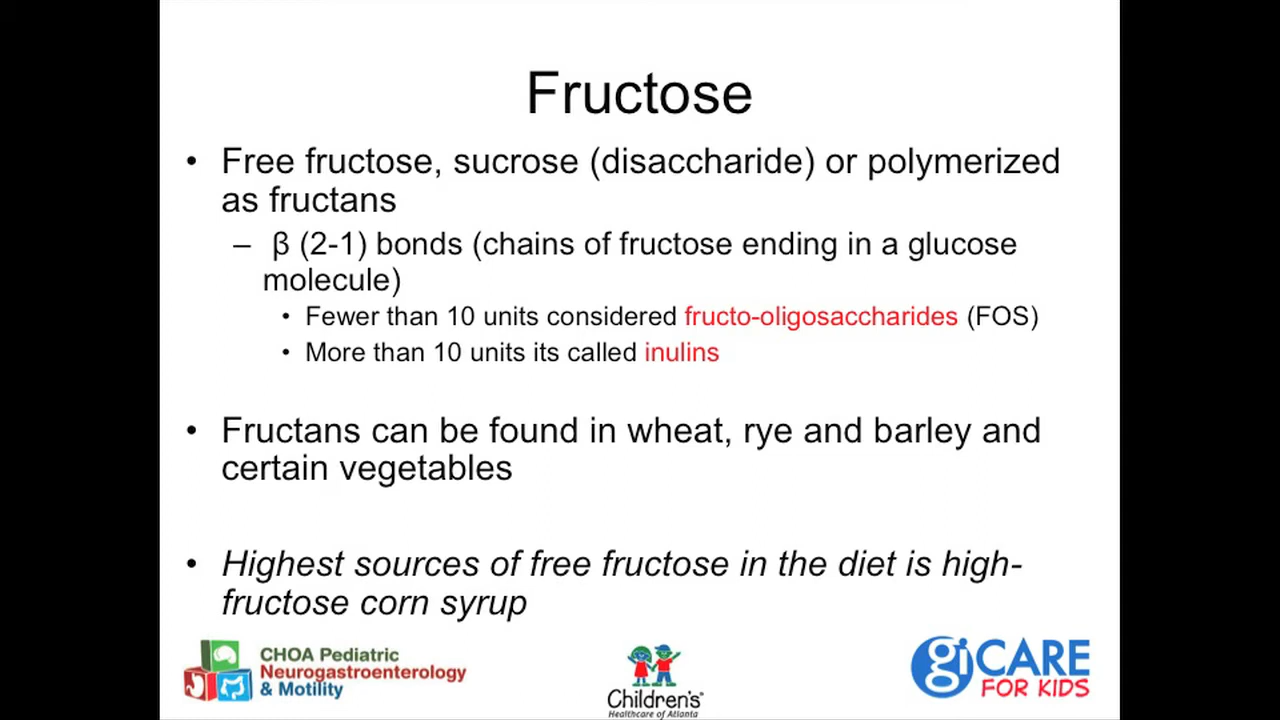 Fructose
• Free fructose, sucrose (disaccharide) or polymerized
as fructans
– β (2-1) bonds (chains of fructose ending in a glucose
molecule)
• Fewer than 10 units considered fructo-oligosaccharides (FOS)
• More than 10 units its called inulins
• Fructans can be found in wheat, rye and barley and
certain vegetables
• Highest sources of free fructose in the diet is high-
fructose corn syrup
CHOA Pediatric
Neurogastroenterology
& Motility
Children's
Healthcare of Atlanta
gi CARE
FOR KIDS